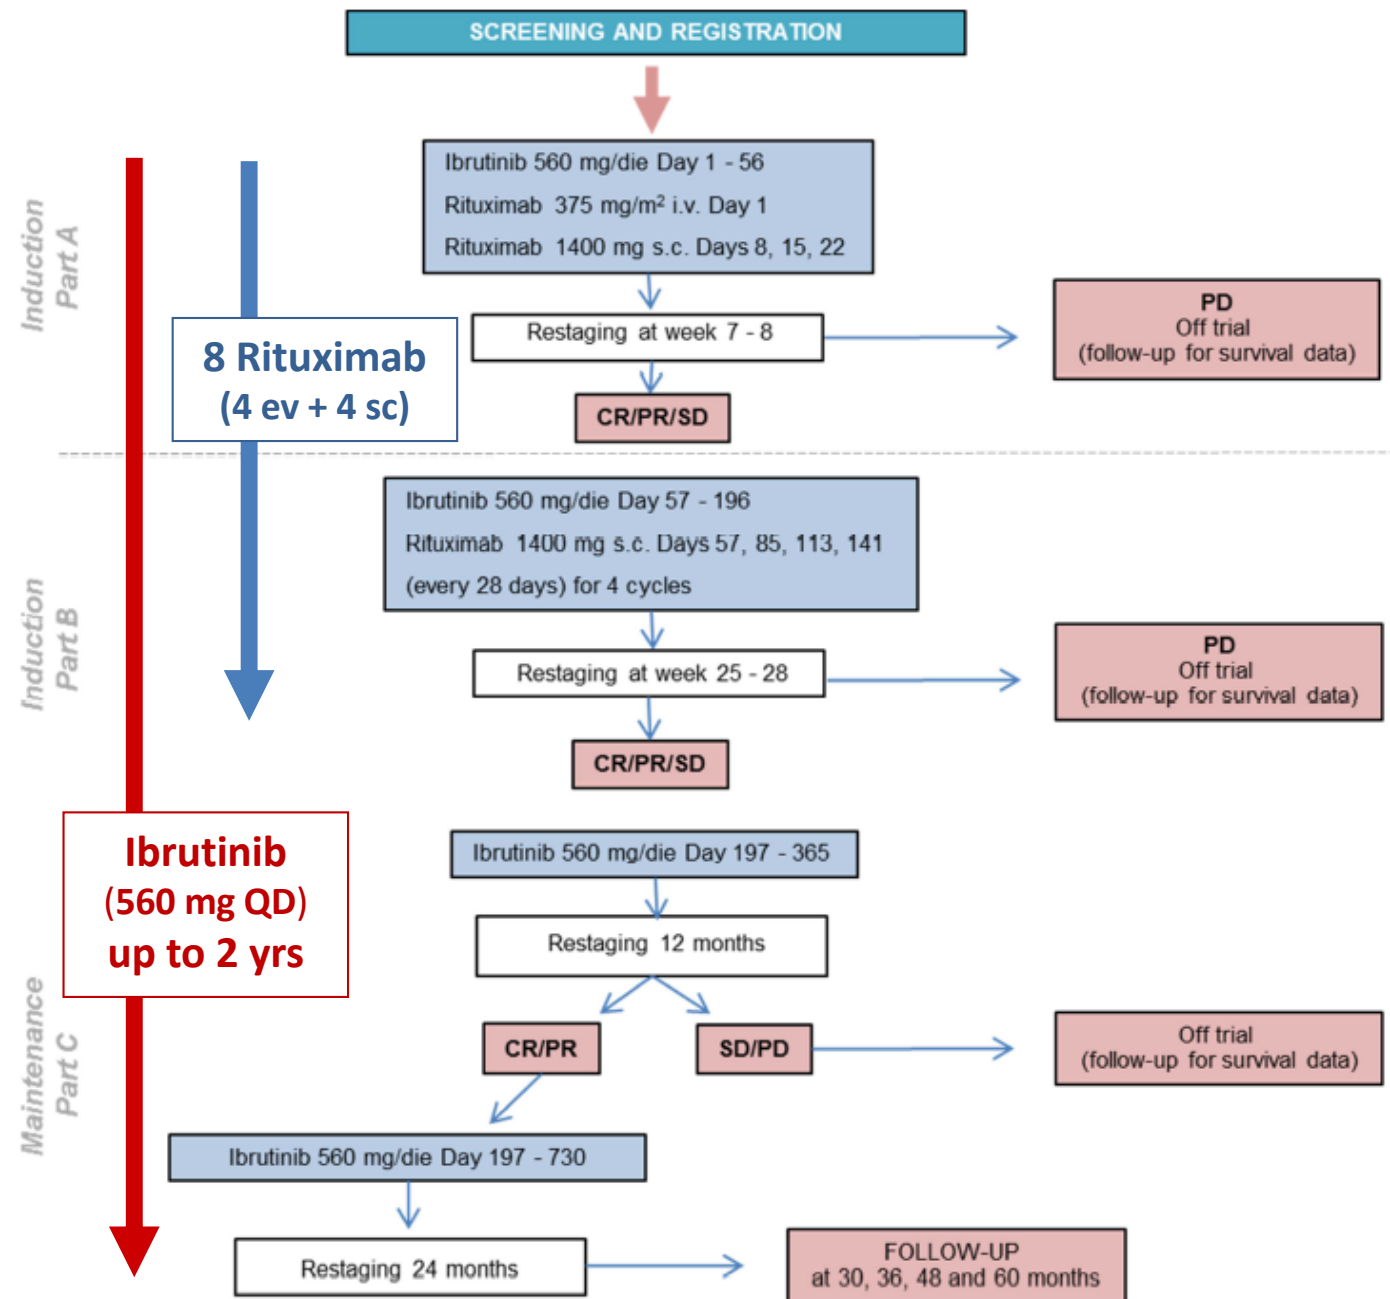 SCREENING AND REGISTRATION
Induction
Part A
Ibrutinib 560 mg/die Day 1 - 56
Rituximab 375 mg/m² i.v. Day 1
Rituximab 1400 mg s.c. Days 8, 15, 22
Restaging at week 7 - 8
PD
Off trial
(follow-up for survival data)
8 Rituximab
(4 ev + 4 sc)
CR/PR/SD
Induction
Part B
Ibrutinib 560 mg/die Day 57 - 196
Rituximab 1400 mg s.c. Days 57, 85, 113, 141
(every 28 days) for 4 cycles
Restaging at week 25 - 28
PD
Off trial
(follow-up for survival data)
CR/PR/SD
Ibrutinib
(560 mg QD)
up to 2 yrs
Maintenance
Part C
Ibrutinib 560 mg/die Day 197 - 365
Restaging 12 months
CR/PR
SD/PD
Off trial
(follow-up for survival data)
Ibrutinib 560 mg/die Day 197 - 730
Restaging 24 months
FOLLOW-UP
at 30, 36, 48 and 60 months